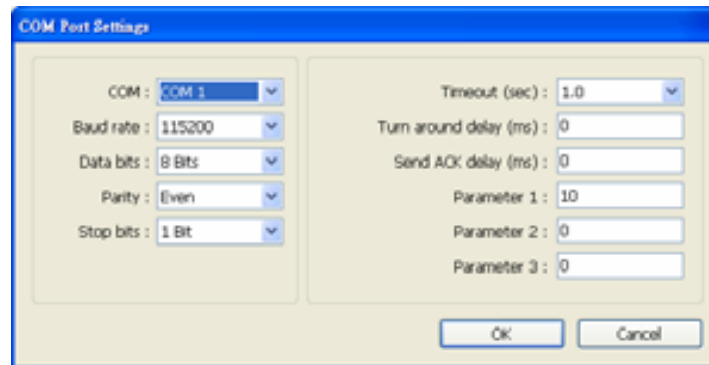 COM Port Settings
COM : COM 1
Baud rate : 115200
Data bits : 8 Bits
Parity : Even
Stop bits : 1 Bit
Timeout (sec) : 1.0
Turn around delay (ms) : 0
Send ACK delay (ms) : 0
Parameter 1 : 10
Parameter 2 : 0
Parameter 3 : 0
OK Cancel